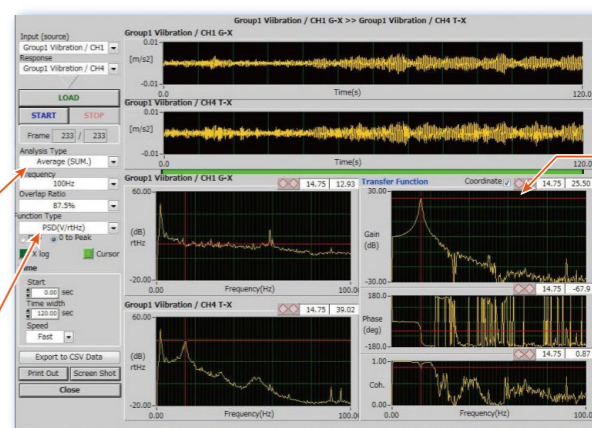 Group1 Viibration / CH1 G-X >> Group1 Viibration / CH4 T-X
Input (source)
Group1 Viibration / CH1
Response
Group1 Viibration / CH4
LOAD
START STOP
Frame 233 / 233
Analysis Type
Average (SUM.)
Frequency
100Hz
Overlap Ratio
87.5%
Function Type
PSD(V/rtHz)
0 to Peak
X log Cursor
Start
0.00 sec
Time width
120.00 sec
Speed
Fast
Export to CSV Data
Print Out Screen Shot
Close
Group1 Viibration / CH1 G-X
0.01
[m/s2]
-0.01
0.0 Time(s) 120.0
Group1 Viibration / CH4 T-X
0.01
[m/s2]
-0.01
0.0 Time(s) 120.0
Group1 Viibration / CH1 G-X 14.75 12.93
60.00
(dB)
rtHz
-20.00
0.00 Frequency(Hz) 100.0
Group1 Viibration / CH4 T-X 14.75 39.02
60.00
(dB)
rtHz
-20.00
0.00 Frequency(Hz) 100.0
Transfer Function Coordinate 14.75 25.50
30.00
Gain
(dB)
-30.00
14.75 -67.9
180.0
Phase
(deg)
-180.0
14.75 0.87
1.00
Coh.
0.00
0.00 Frequency(Hz) 100.0